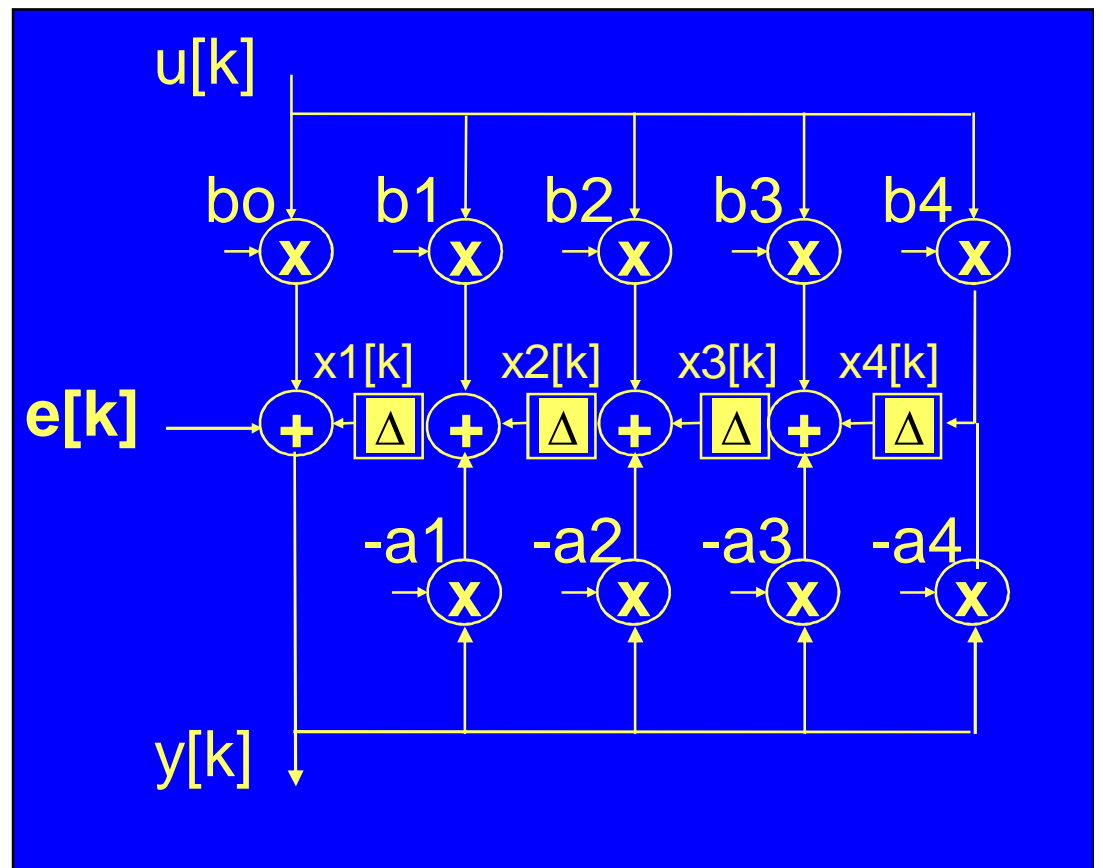 u[k]
bo b1 b2 b3 b4
x x x x x
x1[k] x2[k] x3[k] x4[k]
e[k] + Δ + Δ + Δ + Δ
-a1 -a2 -a3 -a4
x x x x
y[k]